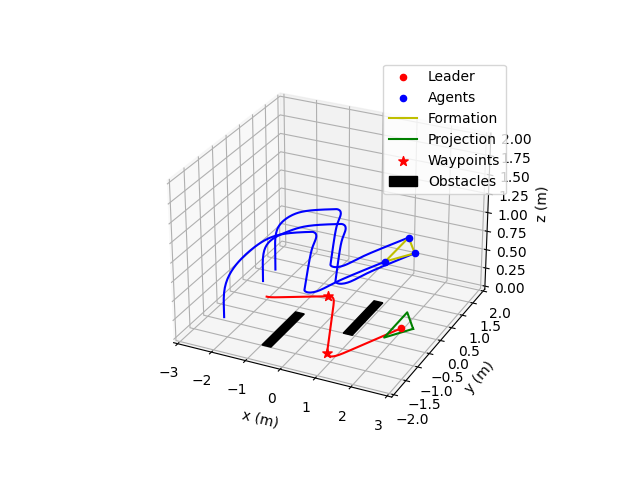 Leader
Agents
Formation
Projection
Waypoints
Obstacles
2.00
1.75
1.50
1.25
1.00
0.75
0.50
0.25
0.00
z (m)
2.0
1.5
1.0
0.5
0.0
−0.5
−1.0
−1.5
−2.0
y (m)
−3
−2
−1
0
1
2
3
x (m)